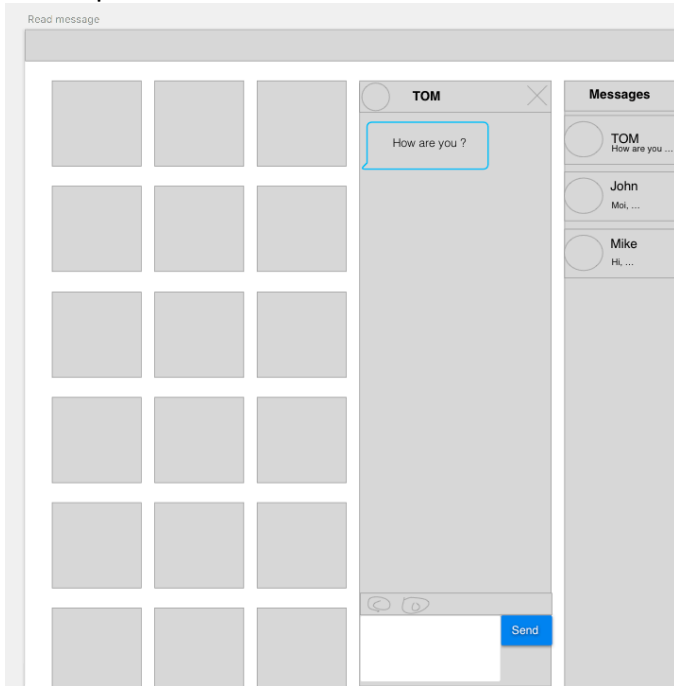 Read message
TOM
How are you ?
Send
Messages
TOM
How are you ...
John
Moi, ...
Mike
Hi, ...